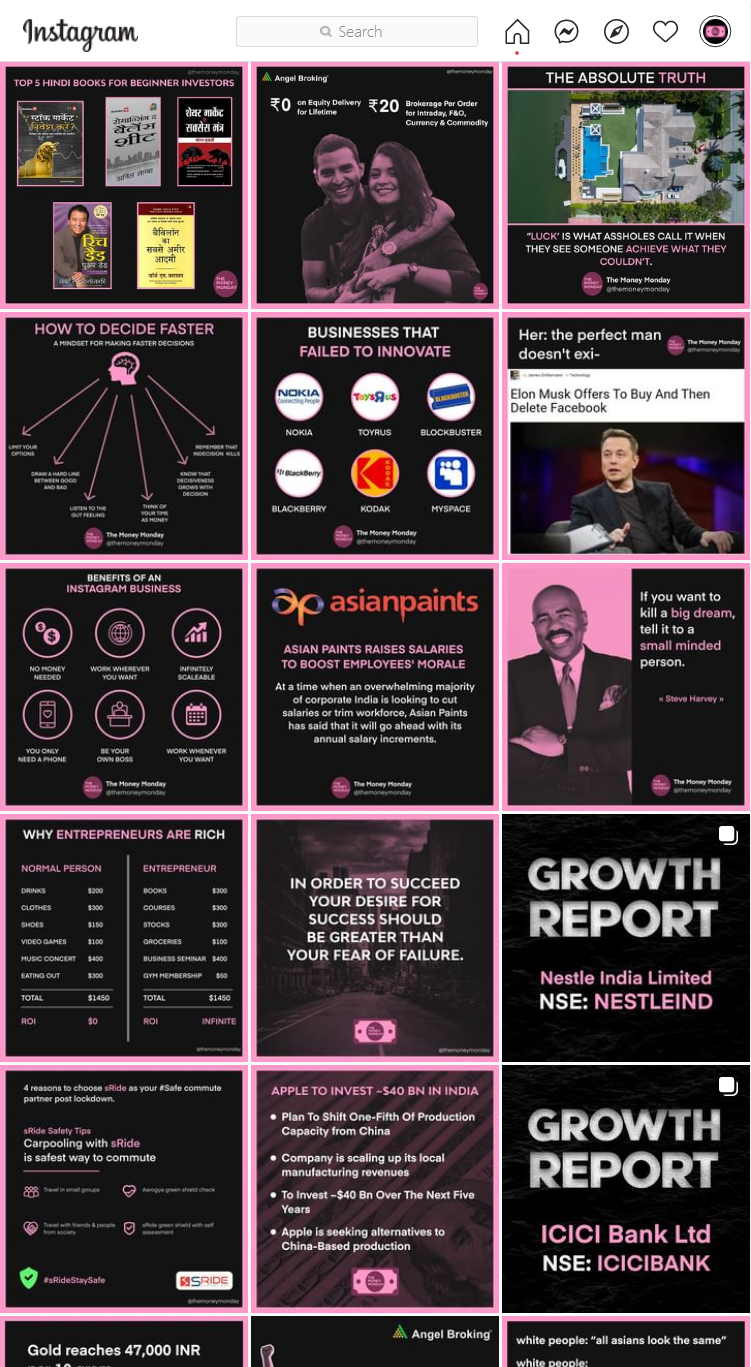 Instagram
Search
@themoneymonday
TOP 5 HINDI BOOKS FOR BEGINNER INVESTORS
स्टॉक मार्केट में
रोमान्सिंग द
बैलेंस
शीट
अनिल लाम्बा
शेयर मार्केट
सक्सेस मंत्र
रिच
डैड
पुअर डैड
बैबिलॉन
का
सबसे अमीर
आदमी
THE
MONEY
MONDAY
@themoneymonday
Angel Broking
₹0 on Equity Delivery
for Lifetime
₹20 Brokerage Per Order
for Intraday, F&O,
Currency & Commodity
THE
MONEY
MONDAY
THE ABSOLUTE TRUTH
“LUCK’ IS WHAT ASSHOLES CALL IT WHEN
THEY SEE SOMEONE ACHIEVE WHAT THEY
COULDN’T.
The Money Monday
@themoneymonday
HOW TO DECIDE FASTER
A MINDSET FOR MAKING FASTER DECISIONS
LIMIT YOUR
OPTIONS
DRAW A HARD LINE
BETWEEN GOOD
AND BAD
LISTEN TO THE
GUT FEELING
THINK OF
YOUR TIME
AS MONEY
KNOW THAT
DECISIVENESS
GROWS WITH
DECISION
REMEMBER THAT
INDECISION KILLS
The Money Monday
@themoneymonday
BUSINESSES THAT
FAILED TO INNOVATE
NOKIA
Connecting People
TOYSRUS
BLOCKBUSTER
NOKIA
TOYRUS
BLOCKBUSTER
BlackBerry
KODAK
BLACKBERRY
KODAK
MYSPACE
The Money Monday
@themoneymonday
Her: the perfect man
doesn't exi-
The Money Monday
@themoneymonday
Elon Musk Offers To Buy And Then
Delete Facebook
BENEFITS OF AN
INSTAGRAM BUSINESS
NO MONEY
NEEDED
WORK WHEREVER
YOU WANT
INFINITELY
SCALEABLE
YOU ONLY
NEED A PHONE
BE YOUR
OWN BOSS
WORK WHENEVER
YOU WANT
The Money Monday
@themoneymonday
asianpaints
ASIAN PAINTS RAISES SALARIES
TO BOOST EMPLOYEES' MORALE
At a time when an overwhelming majority
of corporate India is looking to cut
salaries or trim workforce, Asian Paints
has said that it will go ahead with its
annual salary increments.
The Money Monday
@themoneymonday
If you want to
kill a big dream,
tell it to a
small minded
person.
« Steve Harvey »
The Money Monday
@themoneymonday
WHY ENTREPRENEURS ARE RICH
NORMAL PERSON
DRINKS $200
CLOTHES $300
SHOES $150
VIDEO GAMES $100
MUSIC CONCERT $400
EATING OUT $300
TOTAL $1450
ROI $0
ENTREPRENEUR
BOOKS $300
COURSES $300
STOCKS $300
GROCERIES $100
BUSINESS SEMINAR $400
GYM MEMBERSHIP $50
TOTAL $1450
ROI INFINITE
@themoneymonday
IN ORDER TO SUCCEED
YOUR DESIRE FOR
SUCCESS SHOULD
BE GREATER THAN
YOUR FEAR OF FAILURE.
@themoneymonday
GROWTH
REPORT
Nestle India Limited
NSE: NESTLEIND
4 reasons to choose sRide as your #Safe commute
partner post lockdown.
sRide Safety Tips
Carpooling with sRide
is safest way to commute
Travel in small groups
Aarogya green shield check
Travel with friends & people
from society
sRide green shield with self
assessment
#sRideStaySafe
SRIDE
@themoneymonday
APPLE TO INVEST ~$40 BN IN INDIA
• Plan To Shift One-Fifth Of Production
Capacity from China
• Company is scaling up its local
manufacturing revenues
• To Invest ~$40 Bn Over The Next Five
Years
• Apple is seeking alternatives to
China-Based production
GROWTH
REPORT
ICICI Bank Ltd
NSE: ICICIBANK
Gold reaches 47,000 INR
per 10 gram
Angel Broking
white people: “all asians look the same”
white people: